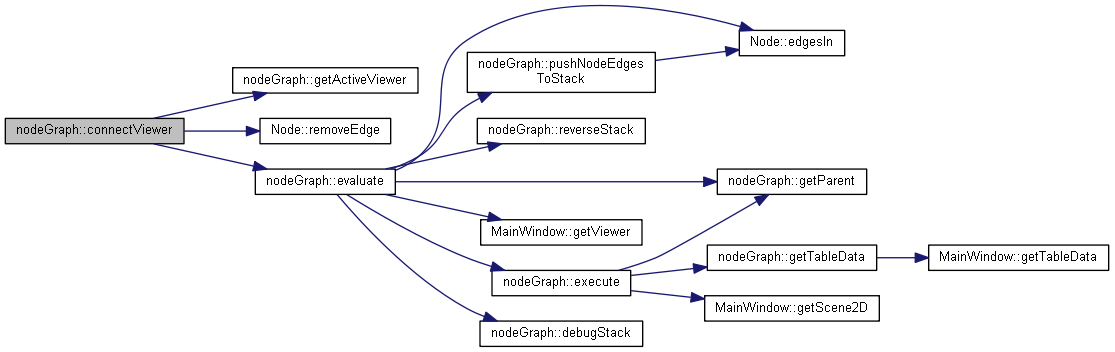 nodeGraph::connectViewer
nodeGraph::getActiveViewer
Node::removeEdge
nodeGraph::evaluate
nodeGraph::pushNodeEdges
ToStack
nodeGraph::reverseStack
MainWindow::getViewer
nodeGraph::execute
nodeGraph::debugStack
Node::edgesIn
nodeGraph::getParent
nodeGraph::getTableData
MainWindow::getScene2D
MainWindow::getTableData